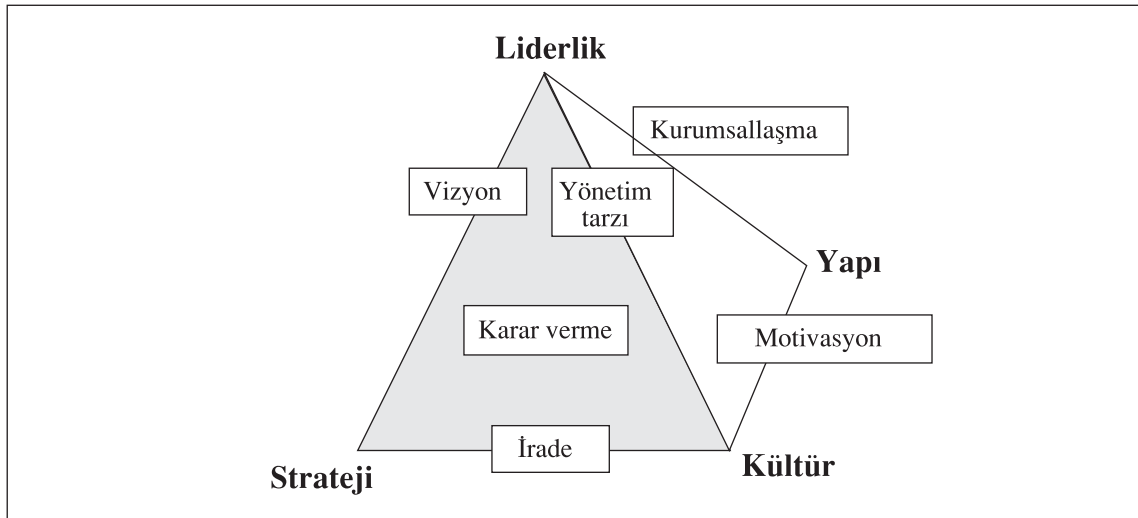 Liderlik
Kurumsallaşma
Vizyon
Yönetim
tarzı
Yapı
Karar verme
Motivasyon
İrade
Strateji
Kültür